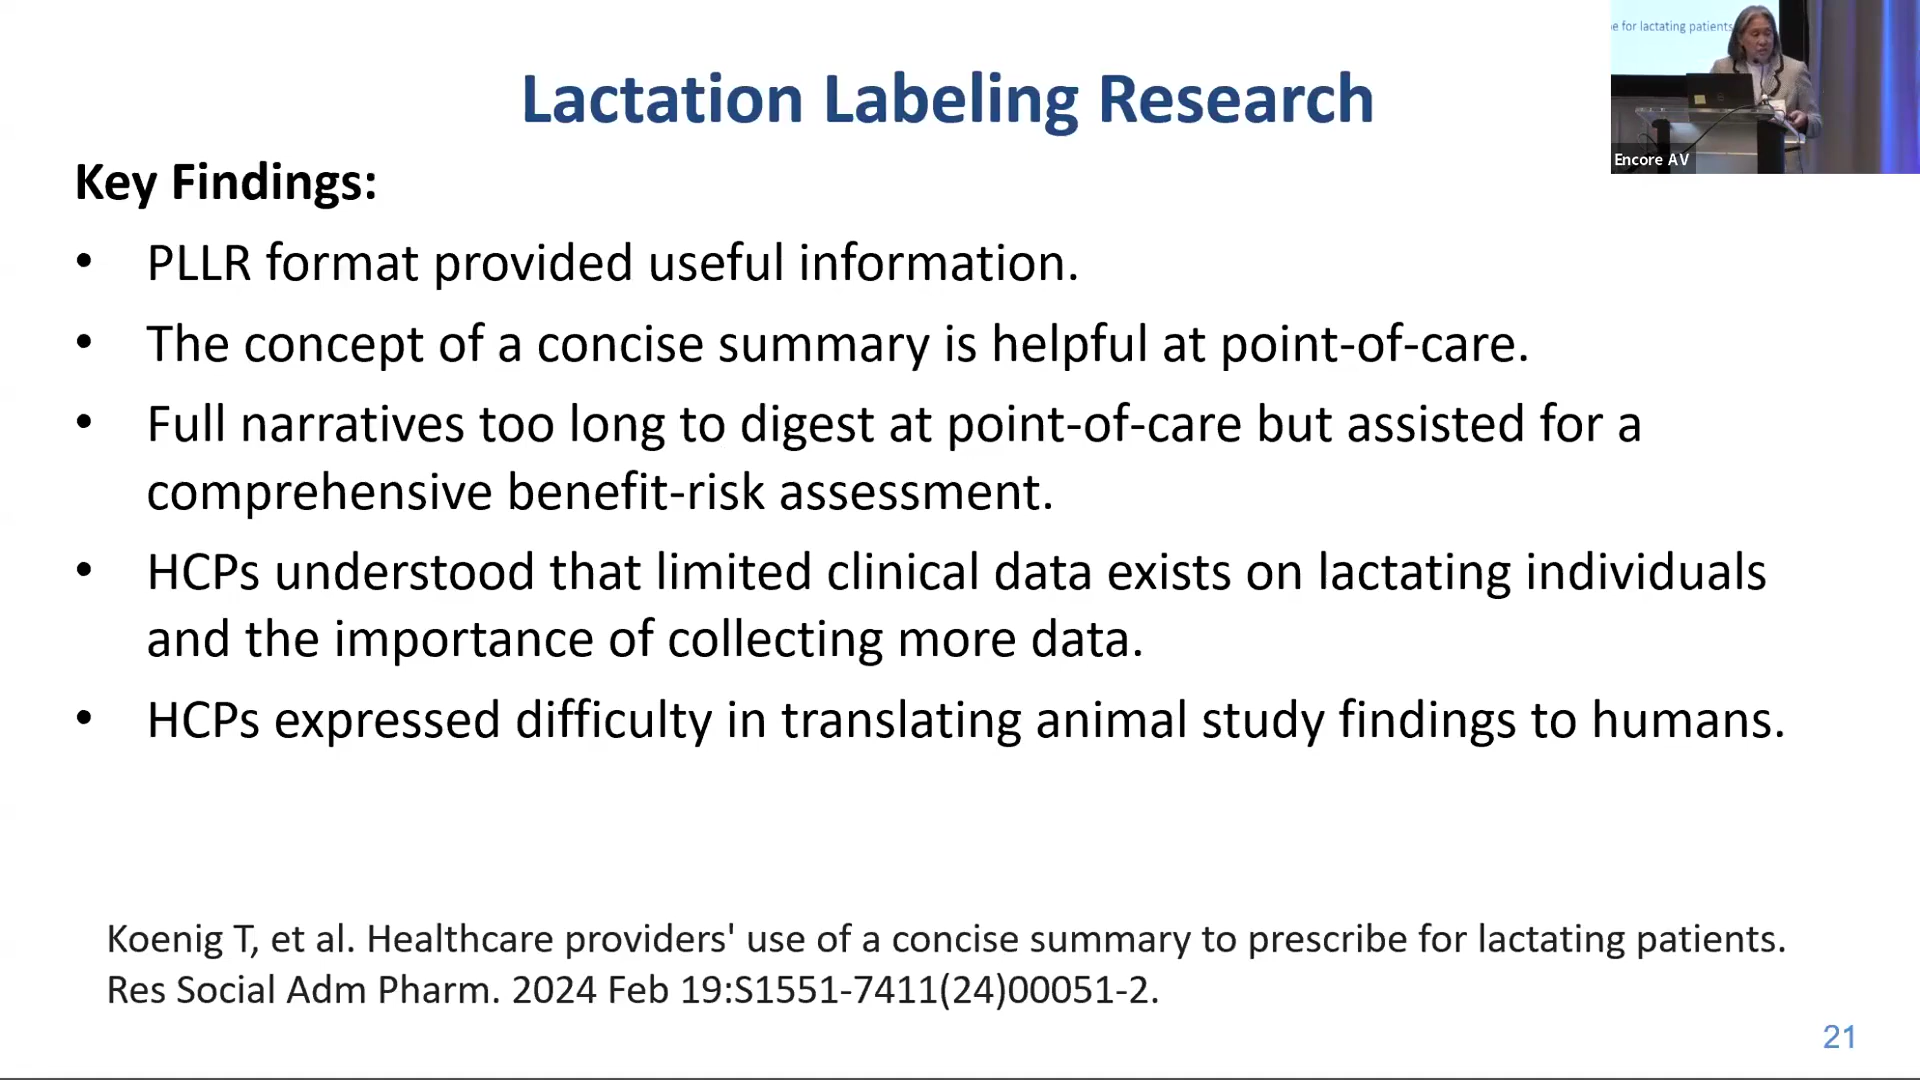 Lactation Labeling Research
e for lactating patients
Encore AV
Key Findings:
• PLLR format provided useful information.
• The concept of a concise summary is helpful at point-of-care.
• Full narratives too long to digest at point-of-care but assisted for a
comprehensive benefit-risk assessment.
• HCPs understood that limited clinical data exists on lactating individuals
and the importance of collecting more data.
• HCPs expressed difficulty in translating animal study findings to humans.
Koenig T, et al. Healthcare providers' use of a concise summary to prescribe for lactating patients.
Res Social Adm Pharm. 2024 Feb 19:S1551-7411(24)00051-2.
21